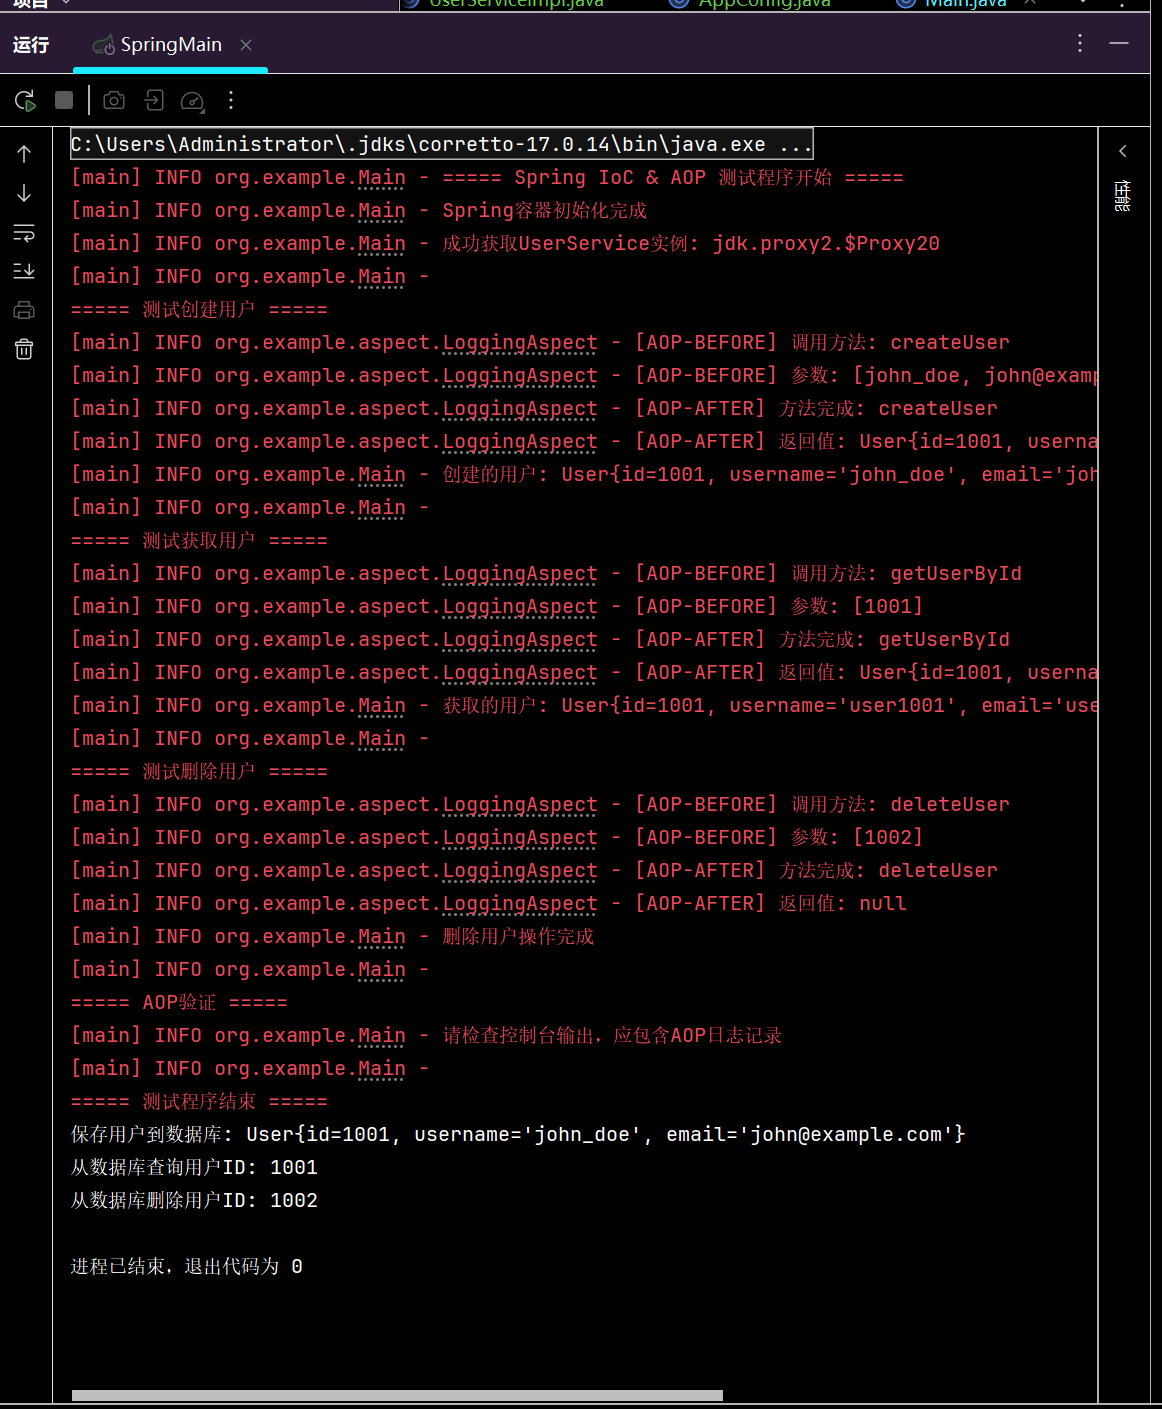 项目
UserServiceImpl.java
AppConfig.java
Main.java
运行
SpringMain
C:\Users\Administrator\.jdks\corretto-17.0.14\bin\java.exe ...
[main] INFO org.example.Main - ===== Spring IoC & AOP 测试程序开始 =====
[main] INFO org.example.Main - Spring容器初始化完成
[main] INFO org.example.Main - 成功获取UserService实例: jdk.proxy2.$Proxy20
[main] INFO org.example.Main -
===== 测试创建用户 =====
[main] INFO org.example.aspect.LoggingAspect - [AOP-BEFORE] 调用方法: createUser
[main] INFO org.example.aspect.LoggingAspect - [AOP-BEFORE] 参数: [john_doe, john@examp
[main] INFO org.example.aspect.LoggingAspect - [AOP-AFTER] 方法完成: createUser
[main] INFO org.example.aspect.LoggingAspect - [AOP-AFTER] 返回值: User{id=1001, userna
[main] INFO org.example.Main - 创建的用户: User{id=1001, username='john_doe', email='joh
[main] INFO org.example.Main -
===== 测试获取用户 =====
[main] INFO org.example.aspect.LoggingAspect - [AOP-BEFORE] 调用方法: getUserById
[main] INFO org.example.aspect.LoggingAspect - [AOP-BEFORE] 参数: [1001]
[main] INFO org.example.aspect.LoggingAspect - [AOP-AFTER] 方法完成: getUserById
[main] INFO org.example.aspect.LoggingAspect - [AOP-AFTER] 返回值: User{id=1001, userna
[main] INFO org.example.Main - 获取的用户: User{id=1001, username='user1001', email='use
[main] INFO org.example.Main -
===== 测试删除用户 =====
[main] INFO org.example.aspect.LoggingAspect - [AOP-BEFORE] 调用方法: deleteUser
[main] INFO org.example.aspect.LoggingAspect - [AOP-BEFORE] 参数: [1002]
[main] INFO org.example.aspect.LoggingAspect - [AOP-AFTER] 方法完成: deleteUser
[main] INFO org.example.aspect.LoggingAspect - [AOP-AFTER] 返回值: null
[main] INFO org.example.Main - 删除用户操作完成
[main] INFO org.example.Main -
===== AOP验证 =====
[main] INFO org.example.Main - 请检查控制台输出，应包含AOP日志记录
[main] INFO org.example.Main -
===== 测试程序结束 =====
保存用户到数据库: User{id=1001, username='john_doe', email='john@example.com'}
从数据库查询用户ID: 1001
从数据库删除用户ID: 1002
进程已结束，退出代码为 0
性能